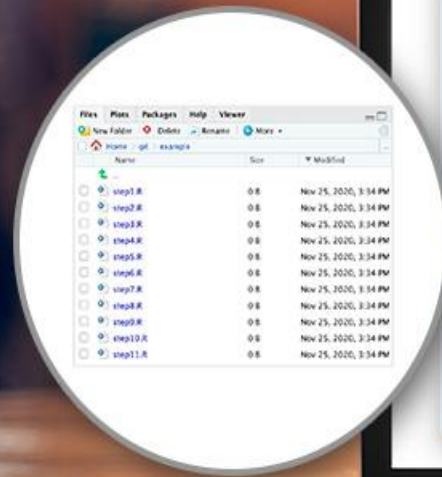 Files Plots Packages Help Viewer
New Folder Delete Rename More
Home git example
Name Size Modified
..
step1.R 0 B Nov 25, 2020, 3:34 PM
step2.R 0 B Nov 25, 2020, 3:34 PM
step3.R 0 B Nov 25, 2020, 3:34 PM
step4.R 0 B Nov 25, 2020, 3:34 PM
step5.R 0 B Nov 25, 2020, 3:34 PM
step6.R 0 B Nov 25, 2020, 3:34 PM
step7.R 0 B Nov 25, 2020, 3:34 PM
step8.R 0 B Nov 25, 2020, 3:34 PM
step9.R 0 B Nov 25, 2020, 3:34 PM
step10.R 0 B Nov 25, 2020, 3:34 PM
step11.R 0 B Nov 25, 2020, 3:34 PM